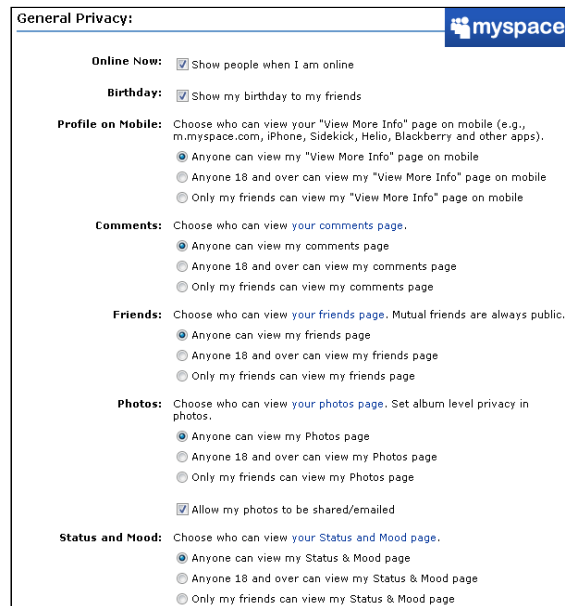 General Privacy:
myspace
Online Now: Show people when I am online
Birthday: Show my birthday to my friends
Profile on Mobile: Choose who can view your "View More Info" page on mobile (e.g.,
m.myspace.com, iPhone, Sidekick, Helio, Blackberry and other apps).
Anyone can view my "View More Info" page on mobile
Anyone 18 and over can view my "View More Info" page on mobile
Only my friends can view my "View More Info" page on mobile
Comments: Choose who can view your comments page.
Anyone can view my comments page
Anyone 18 and over can view my comments page
Only my friends can view my comments page
Friends: Choose who can view your friends page. Mutual friends are always public.
Anyone can view my friends page
Anyone 18 and over can view my friends page
Only my friends can view my friends page
Photos: Choose who can view your photos page. Set album level privacy in
photos.
Anyone can view my Photos page
Anyone 18 and over can view my Photos page
Only my friends can view my Photos page
Allow my photos to be shared/emailed
Status and Mood: Choose who can view your Status and Mood page.
Anyone can view my Status & Mood page
Anyone 18 and over can view my Status & Mood page
Only my friends can view my Status & Mood page